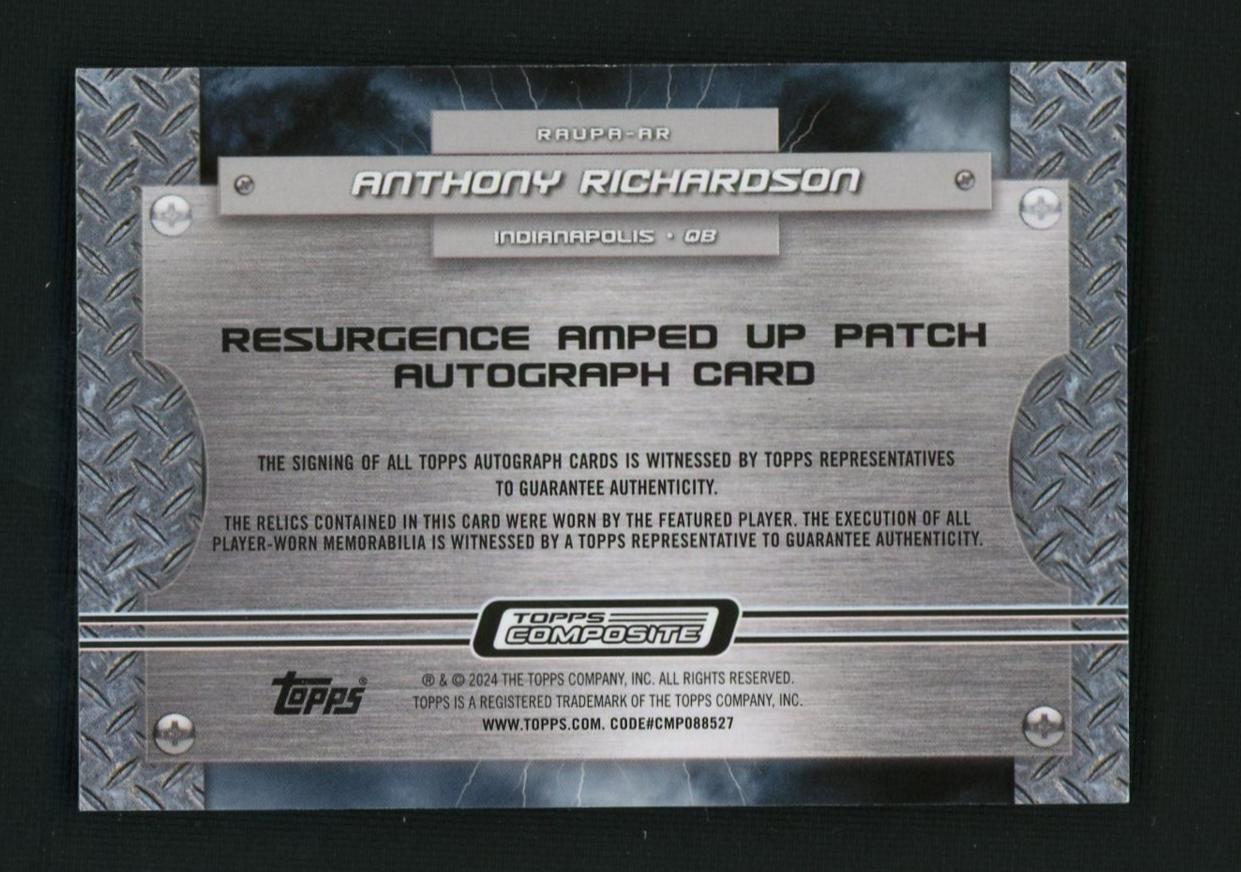 RAUPA-AR
ANTHONY RICHARDSON
INDIANAPOLIS • QB
RESURGENCE AMPED UP PATCH
AUTOGRAPH CARD
THE SIGNING OF ALL TOPPS AUTOGRAPH CARDS IS WITNESSED BY TOPPS REPRESENTATIVES
TO GUARANTEE AUTHENTICITY.
THE RELICS CONTAINED IN THIS CARD WERE WORN BY THE FEATURED PLAYER. THE EXECUTION OF ALL
PLAYER-WORN MEMORABILIA IS WITNESSED BY A TOPPS REPRESENTATIVE TO GUARANTEE AUTHENTICITY.
TOPPS
COMPOSITE
Topps®
® & © 2024 THE TOPPS COMPANY, INC. ALL RIGHTS RESERVED.
TOPPS IS A REGISTERED TRADEMARK OF THE TOPPS COMPANY, INC.
WWW.TOPPS.COM. CODE#CMP088527